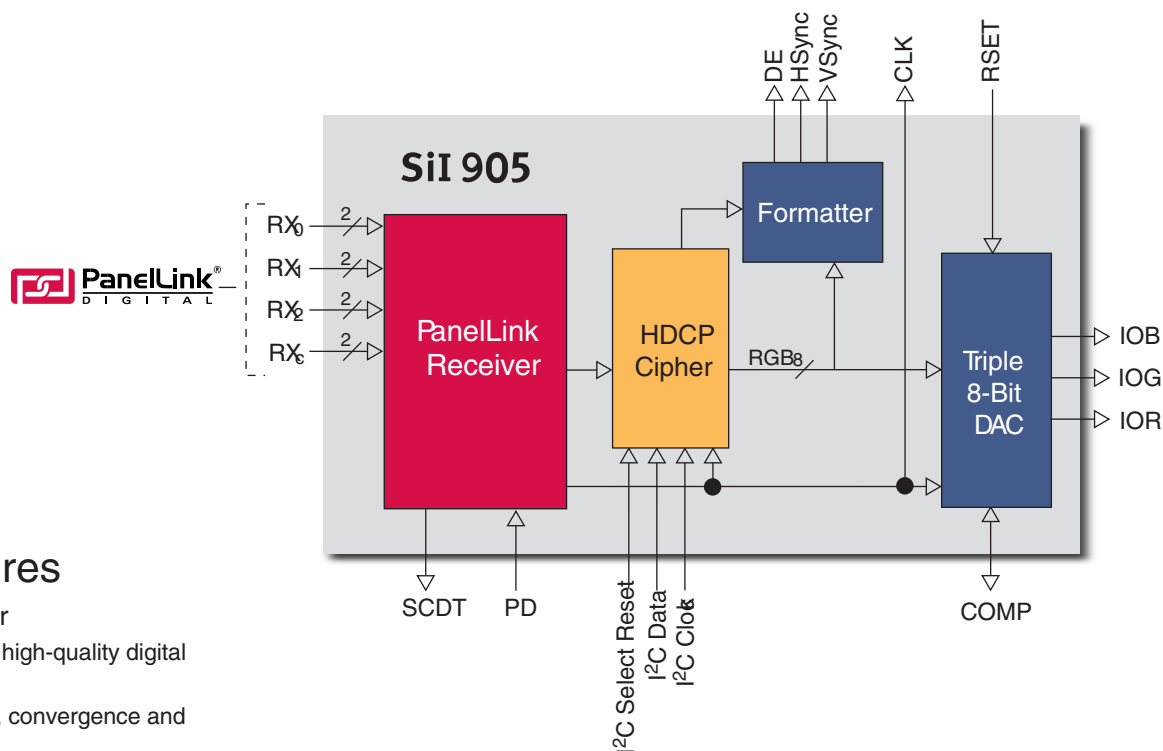 DE
HSync
VSync
CLK
RSET
SiI 905
RX0
2
RX1
2
RX2
2
RXc
2
PanelLink®
DIGITAL
PanelLink
Receiver
HDCP
Cipher
Formatter
RGB8
Triple
8-Bit
DAC
IOB
IOG
IOR
SCDT
PD
I²C Select Reset
I²C Data
I²C Clock
COMP
res
r
high-quality digital
, convergence and